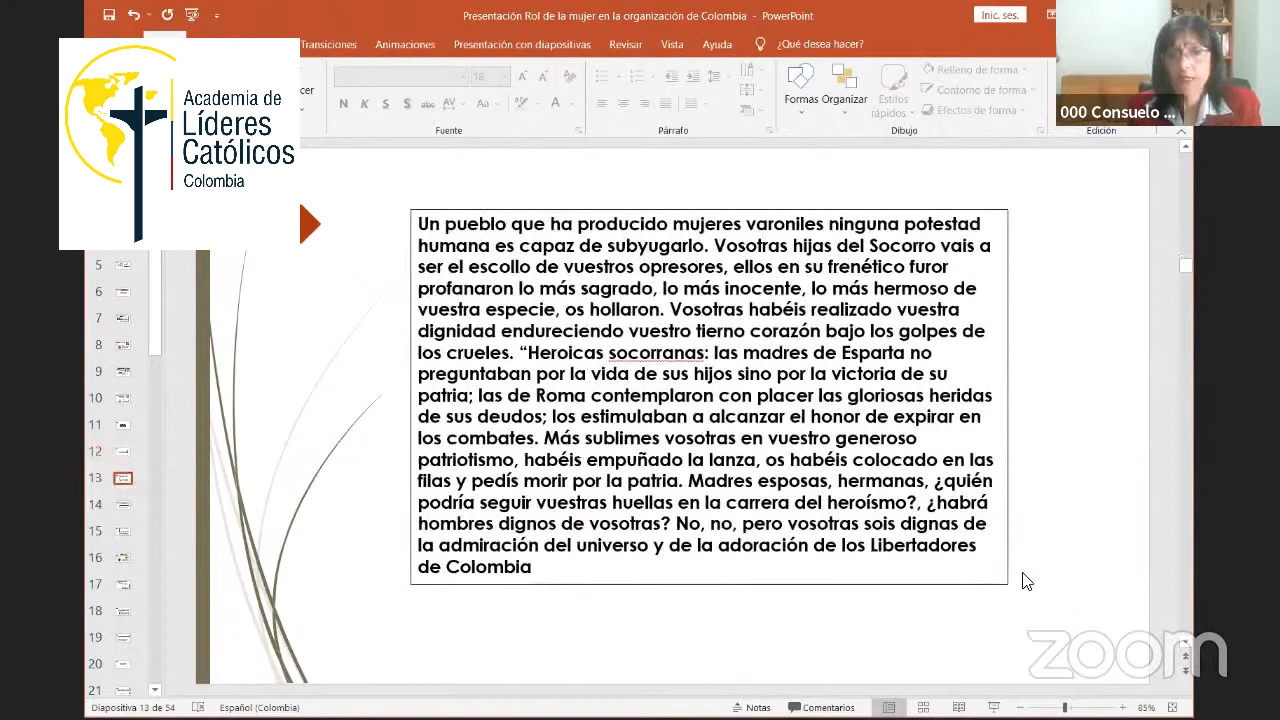 Presentación Rol de la mujer en la organización de Colombia - PowerPoint
Inic. ses.
Transiciones Animaciones Presentación con diapositivas Revisar Vista Ayuda ¿Qué desea hacer?
18
Relleno de forma
Contorno de forma
Efectos de forma
Formas Organizar Estilos rápidos
N K S S abc AV Aa A
Fuente Párrafo Dibujo Edición
000 Consuelo ...
Academia de
Líderes
Católicos
Colombia
Un pueblo que ha producido mujeres varoniles ninguna potestad
humana es capaz de subyugarlo. Vosotras hijas del Socorro vais a
ser el escollo de vuestros opresores, ellos en su frenético furor
profanaron lo más sagrado, lo más inocente, lo más hermoso de
vuestra especie, os hollaron. Vosotras habéis realizado vuestra
dignidad endureciendo vuestro tierno corazón bajo los golpes de
los crueles. “Heroicas socorranas: las madres de Esparta no
preguntaban por la vida de sus hijos sino por la victoria de su
patria; las de Roma contemplaron con placer las gloriosas heridas
de sus deudos; los estimulaban a alcanzar el honor de expirar en
los combates. Más sublimes vosotras en vuestro generoso
patriotismo, habéis empuñado la lanza, os habéis colocado en las
filas y pedís morir por la patria. Madres esposas, hermanas, ¿quién
podría seguir vuestras huellas en la carrera del heroísmo?, ¿habrá
hombres dignos de vosotras? No, no, pero vosotras sois dignas de
la admiración del universo y de la adoración de los Libertadores
de Colombia
5
6
7
8
9
10
11
12
13
14
15
16
17
18
19
20
21
zoom
Diapositiva 13 de 54 Español (Colombia) Notas Comentarios 85%